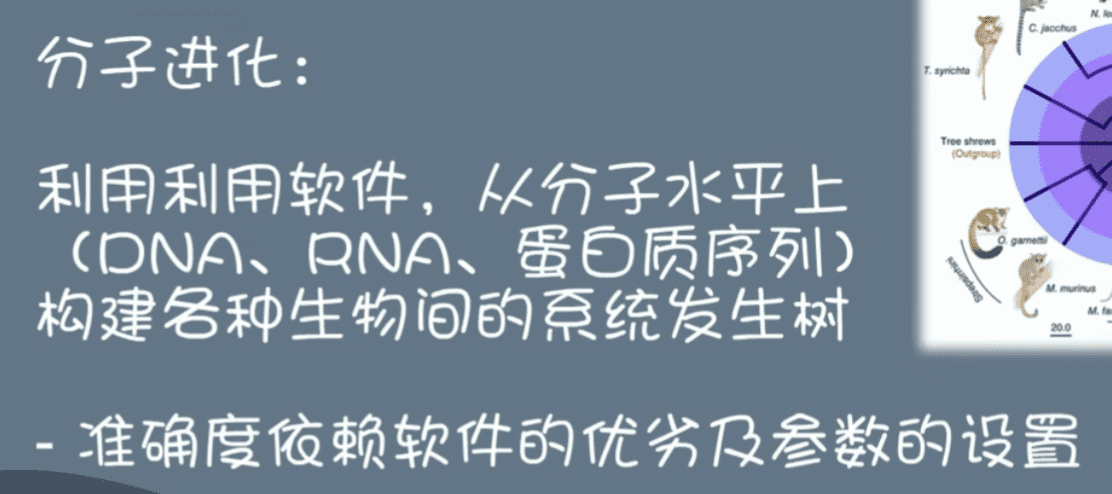 分子进化：
利用利用软件，从分子水平上
（DNA、RNA、蛋白质序列）
构建各种生物间的系统发生树
- 准确度依赖软件的优劣及参数的设置
C. jacchus
T. syrichta
Tree shrews
(Outgroup)
O. garnettii
Strepsirrhini
M. murinus
20.0